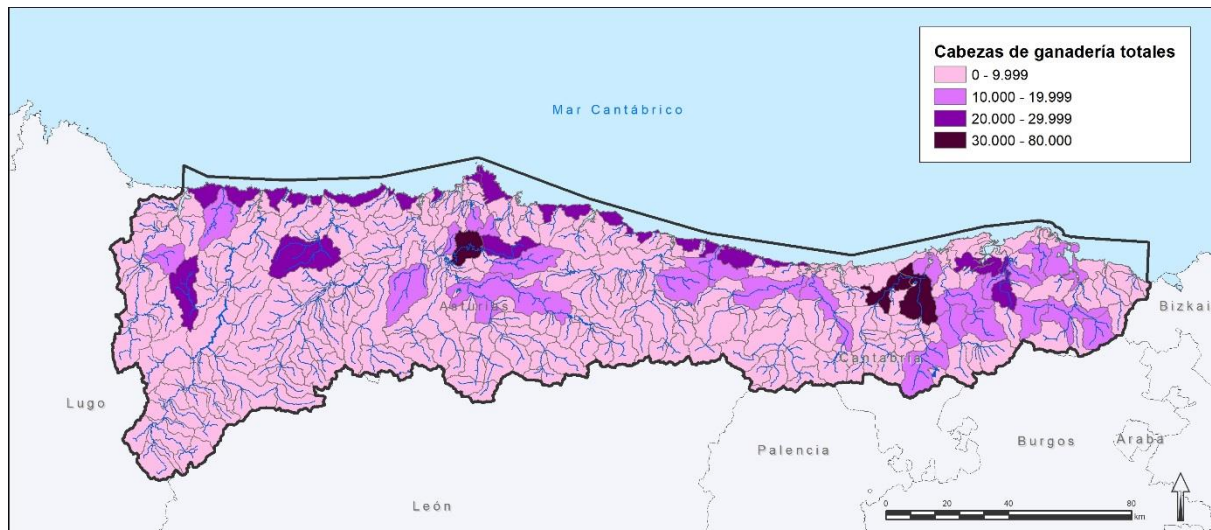 Cabezas de ganadería totales
0 - 9.999
10.000 - 19.999
20.000 - 29.999
30.000 - 80.000
Mar Cantábrico
Asturias
Bizkai
Cantabria
Lugo
Palencia
Burgos
Araba
León
0 20 40 80
km